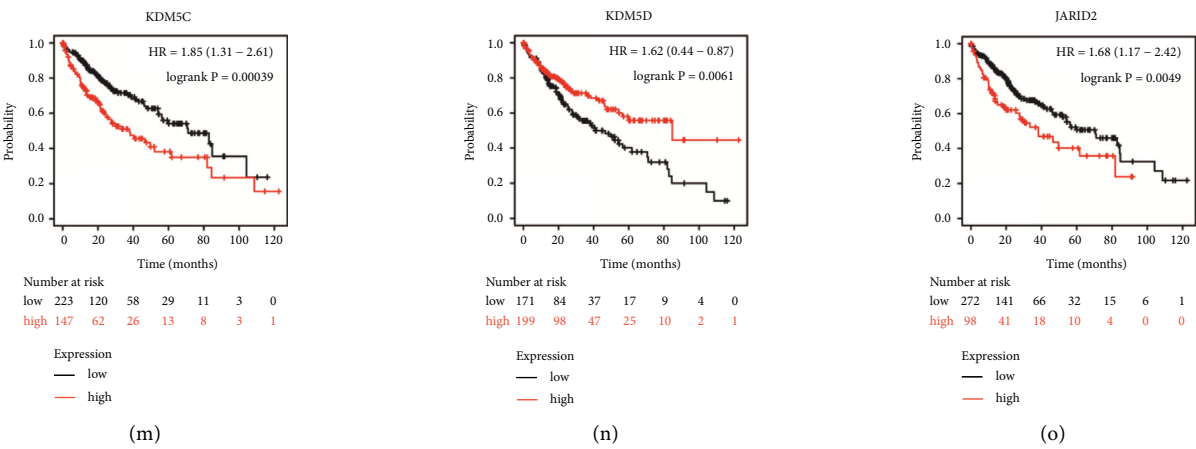 KDM5C
HR = 1.85 (1.31 − 2.61)
logrank P = 0.00039
Probability
1.0
0.8
0.6
0.4
0.2
0.0
0 20 40 60 80 100 120
Time (months)
Number at risk
low 223 120 58 29 11 3 0
high 147 62 26 13 8 3 1
Expression
low
high
(m)
KDM5D
HR = 1.62 (0.44 − 0.87)
logrank P = 0.0061
Probability
1.0
0.8
0.6
0.4
0.2
0.0
0 20 40 60 80 100 120
Time (months)
Number at risk
low 171 84 37 17 9 4 0
high 199 98 47 25 10 2 1
Expression
low
high
(n)
JARID2
HR = 1.68 (1.17 − 2.42)
logrank P = 0.0049
Probability
1.0
0.8
0.6
0.4
0.2
0.0
0 20 40 60 80 100 120
Time (months)
Number at risk
low 272 141 66 32 15 6 1
high 98 41 18 10 4 0 0
Expression
low
high
(o)